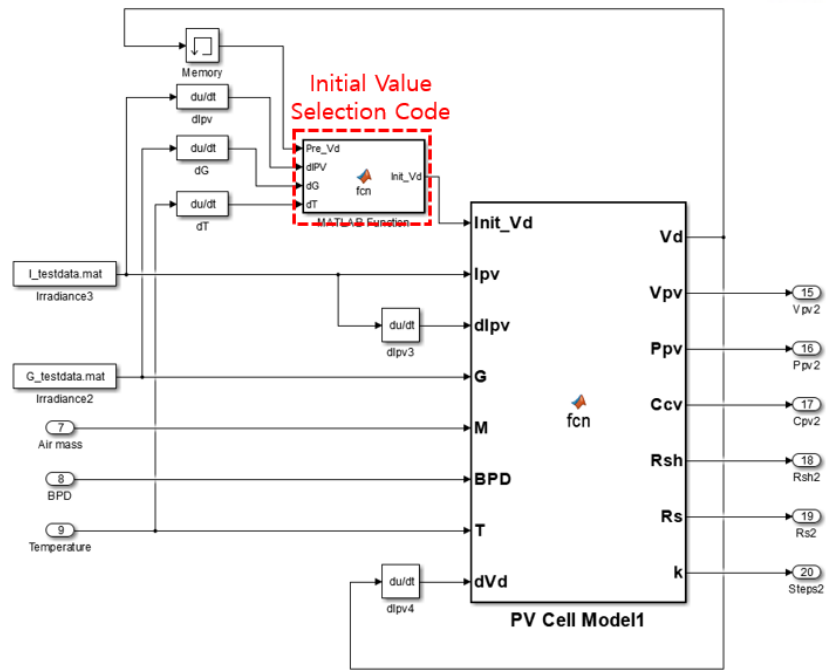 Memory
du/dt
dIpv
du/dt
dG
du/dt
dT
Initial Value
Selection Code
Pre_Vd
dIPV
dG
dT
fcn
Init_Vd
MATLAB Function
I_testdata.mat
Irradiance3
du/dt
dIpv3
G_testdata.mat
Irradiance2
7
Air mass
8
BPD
9
Temperature
du/dt
dIpv4
Init_Vd
Ipv
dIpv
G
M
BPD
T
dVd
fcn
Vd
Vpv
Ppv
Ccv
Rsh
Rs
k
PV Cell Model1
15
Vpv2
16
Ppv2
17
Cpv2
18
Rsh2
19
Rs2
20
Steps2